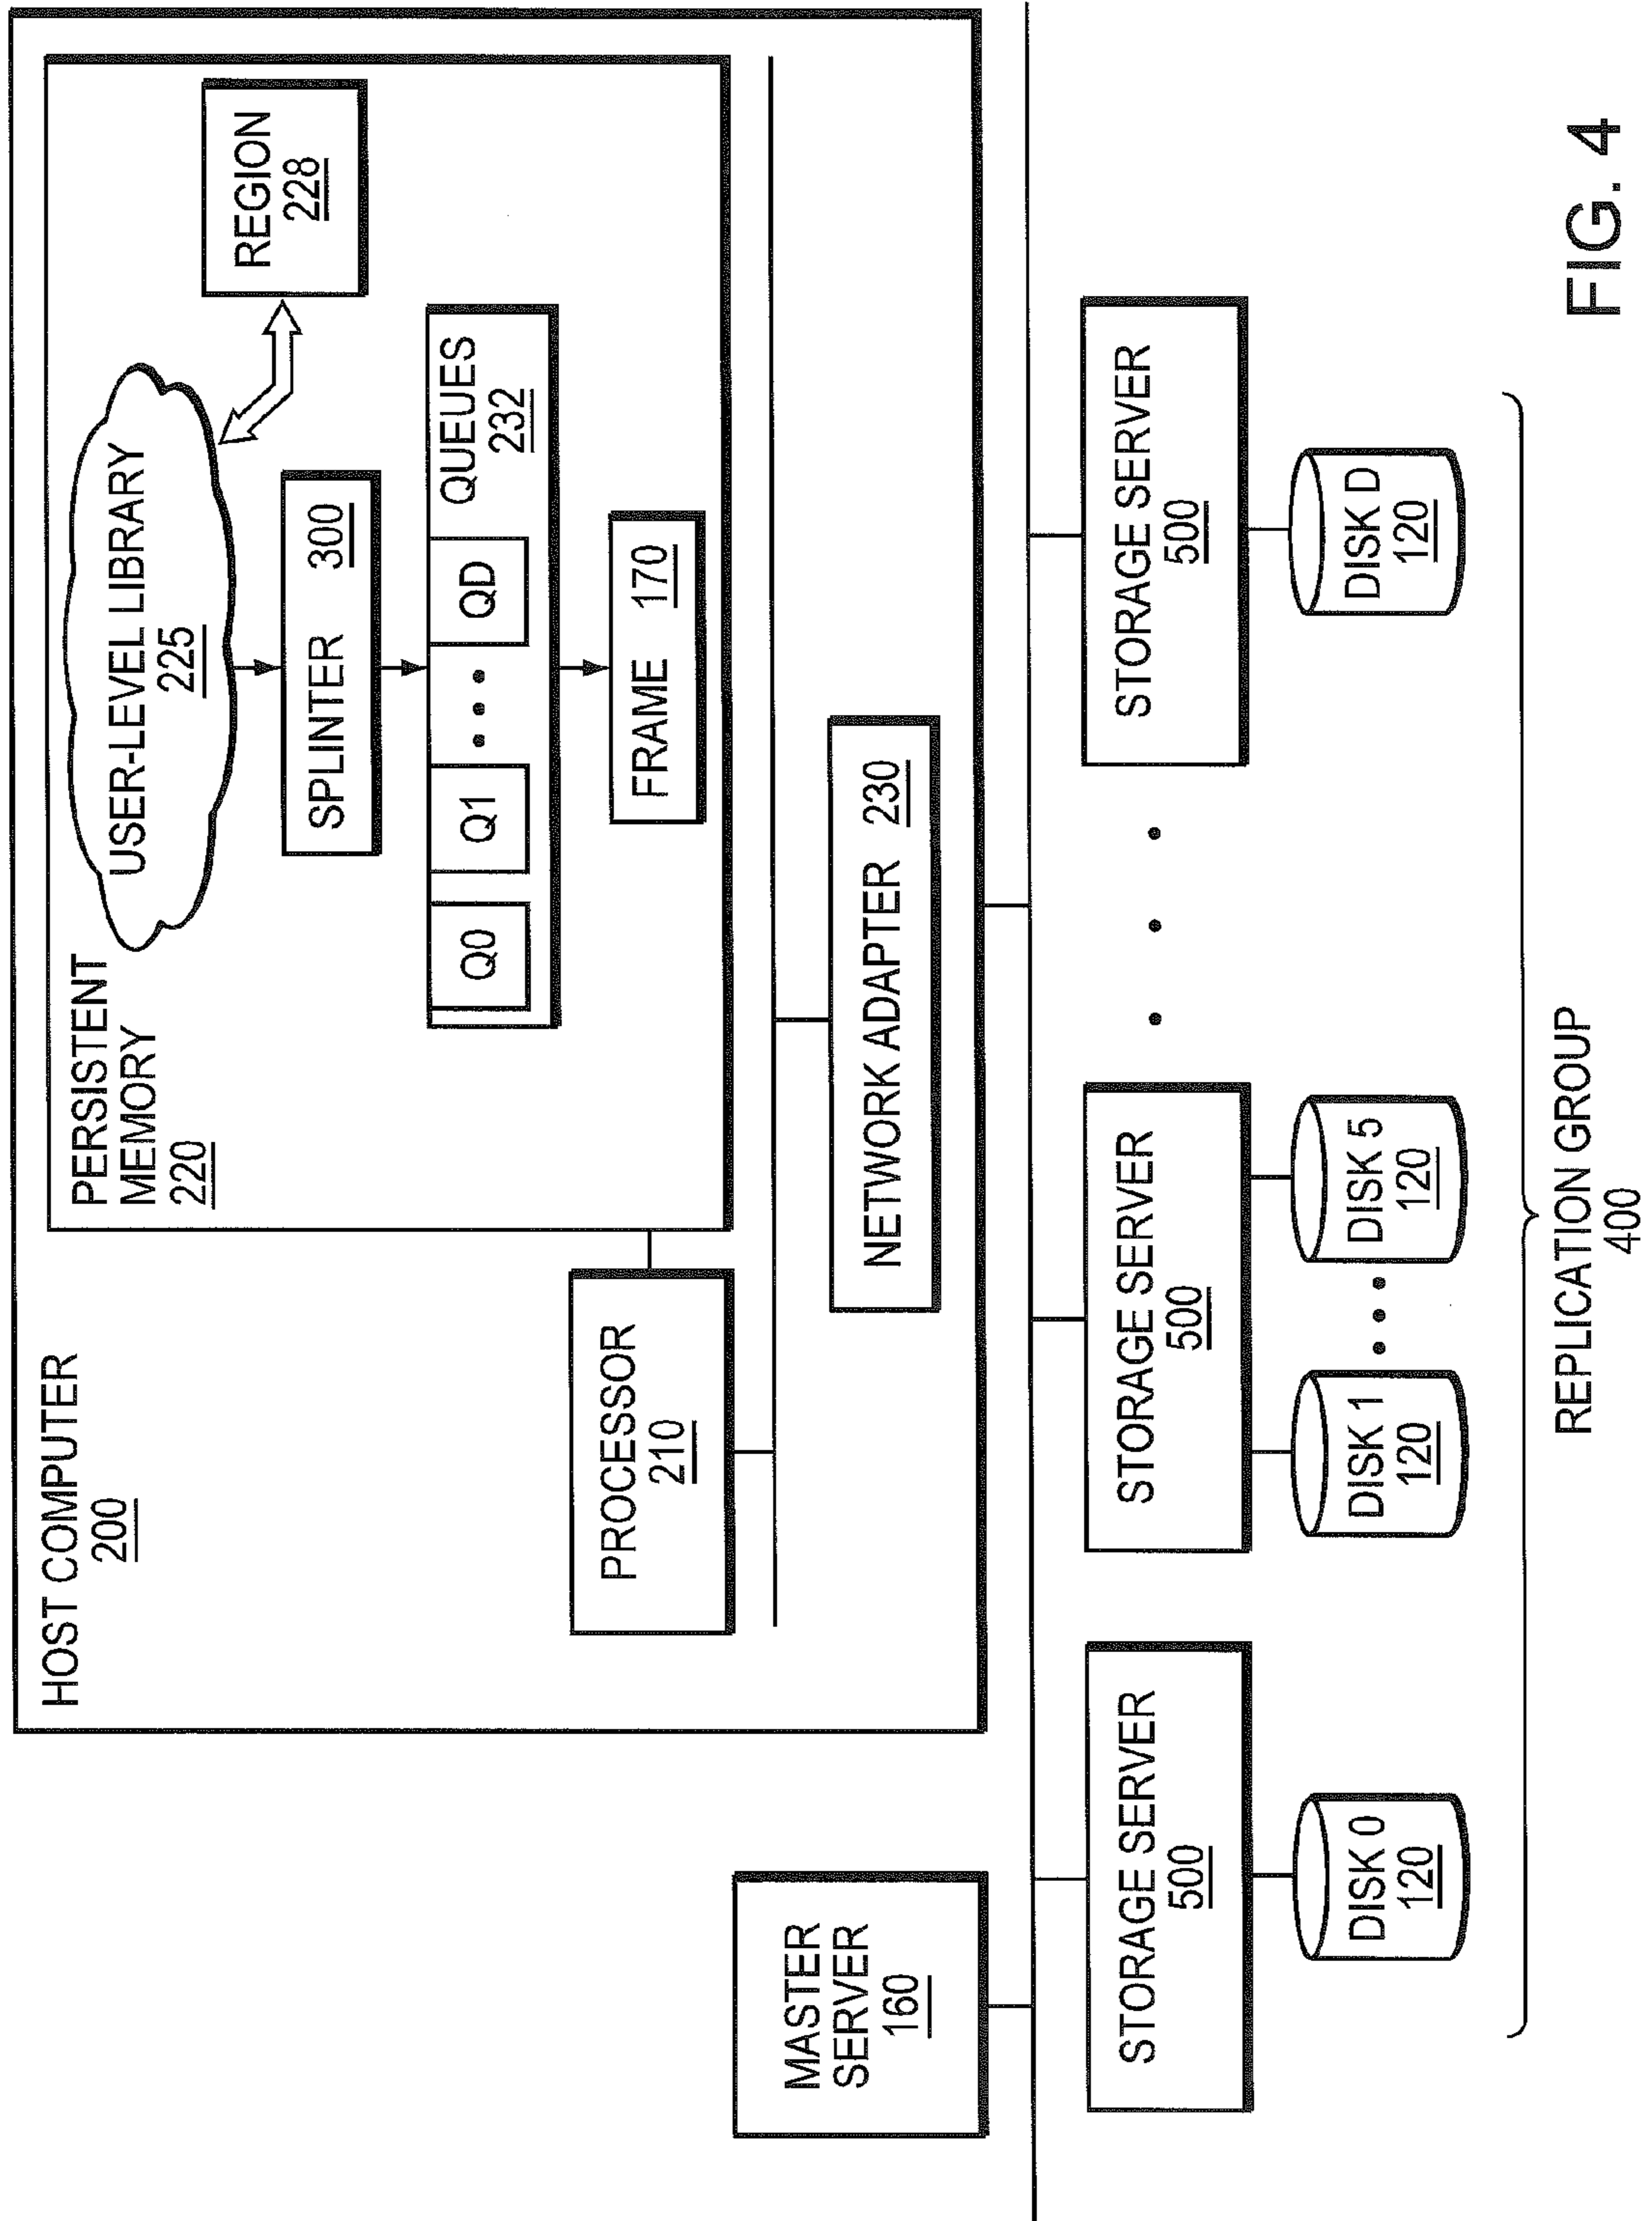 HOST COMPUTER
200
PERSISTENT
MEMORY
220
USER-LEVEL LIBRARY
225
REGION
228
SPLINTER 300
QUEUES
232
Q0 Q1 QD
FRAME 170
PROCESSOR
210
NETWORK ADAPTER 230
MASTER
SERVER
160
STORAGE SERVER
500
STORAGE SERVER
500
STORAGE SERVER
500
DISK 0
120
DISK 1
120
DISK 5
120
DISK D
120
REPLICATION GROUP
400
FIG. 4